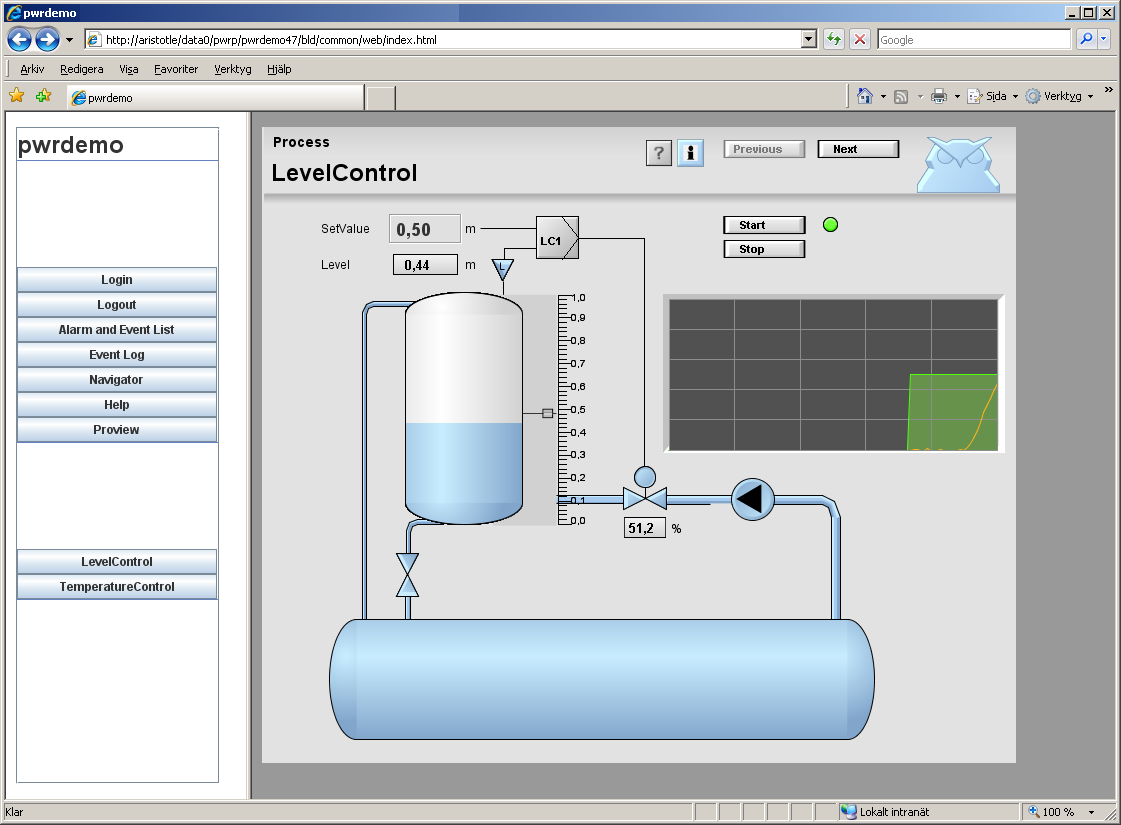 pwrdemo
http://aristotle/data0/pwrp/pwrdemo47/bld/common/web/index.html
Google
Arkiv Redigera Visa Favoriter Verktyg Hjälp
pwrdemo
Sida Verktyg »
pwrdemo
Login
Logout
Alarm and Event List
Event Log
Navigator
Help
Proview
LevelControl
TemperatureControl
Process
LevelControl
? i Previous Next
SetValue 0,50 m
LC1
Level 0,44 m
L
Start
Stop
1,0
0,9
0,8
0,7
0,6
0,5
0,4
0,3
0,2
0,1
0,0
51,2 %
Klar
Lokalt intranät
100 %